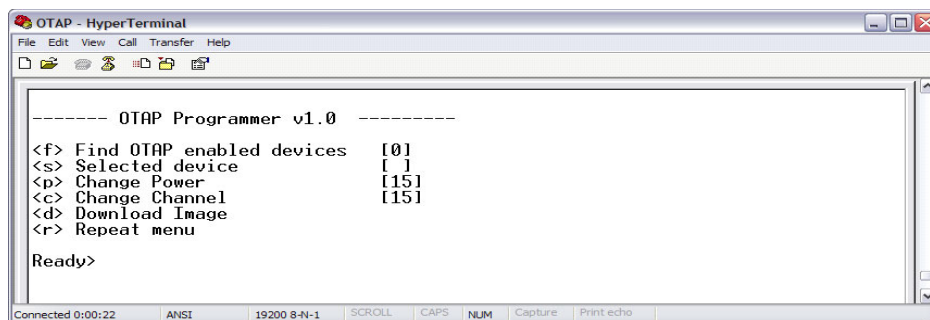 OTAP - HyperTerminal
File Edit View Call Transfer Help
------- OTAP Programmer v1.0 ---------
<f> Find OTAP enabled devices [0]
<s> Selected device [ ]
<p> Change Power [15]
<c> Change Channel [15]
<d> Download Image
<r> Repeat menu
Ready>
Connected 0:00:22 ANSI 19200 8-N-1 SCROLL CAPS NUM Capture Print echo